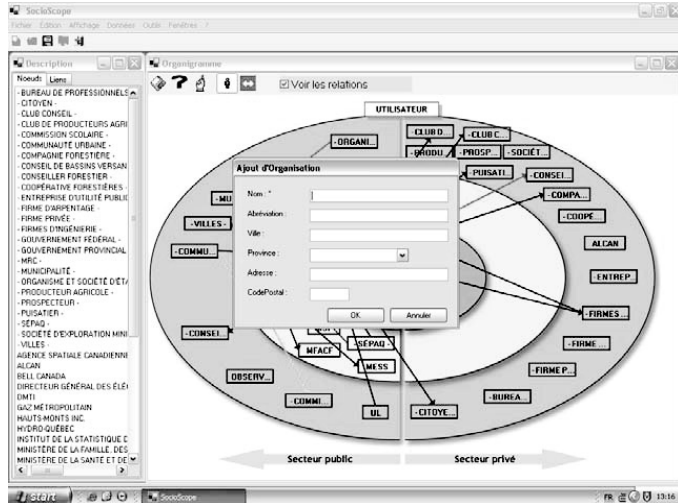 SocioScope
Fichier Edition Affichage Données Outils Fenêtres ?
Description
Organigramme
Noeuds Liens
Voir les relations
- BUREAU DE PROFESSIONNELS
- CITOYEN -
- CLUB CONSEIL -
- CLUB DE PRODUCTEURS AGRI
- COMMISSION SCOLAIRE -
- COMMUNAUTÉ URBAINE -
- COMPAGNIE FORESTIÈRE -
- CONSEIL DE BASSINS VERSAN
- CONSEILLER FORESTIER -
- COOPÉRATIVE FORESTIÈRES -
- ENTREPRISE D'UTILITÉ PUBLIC
- FIRME D'ARPENTAGE -
- FIRME PRIVÉE -
- FIRMES D'INGÉNIERIE -
- GOUVERNEMENT FÉDÉRAL -
- GOUVERNEMENT PROVINCIAL
- MRC -
- MUNICIPALITÉ -
- ORGANISME ET SOCIÉTÉ D'ÉTA
- PRODUCTEUR AGRICOLE -
- PROSPECTEUR -
- PUISATIER -
- SÉPAQ -
- SOCIÉTÉ D'EXPLORATION MINI
- VILLES -
AGENCE SPATIALE CANADIENNE
ALCAN
BELL CANADA
DIRECTEUR GÉNÉRAL DES ÉLÉ
DMTI
GAZ MÉTROPOLITAIN
HAUTS-MONTS INC.
HYDRO-QUÉBEC
INSTITUT DE LA STATISTIQUE D
MINISTÈRE DE LA FAMILLE, DES
MINISTÈRE DE LA SANTÉ ET DE
UTILISATEUR
-ORGANI...
-CLUB D...
-CLUB C...
-PRODU...
-PROSP...
-SOCIÉT...
-PUISATI...
-CONSEI...
-MU
-COMPA...
-VILLES -
-COOPÉ...
-COMMU...
ALCAN
-ENTREP
-FIRMES ...
-CONSEI...
-FIRME ...
MFACF
-SÉPAQ -
MESS
-FIRME P...
OBSERV...
-COMMI...
UL
-CITOYE...
-BUREA...
Ajout d'Organisation
Nom : *
Abréviation :
Ville :
Province :
Adresse :
CodePostal :
OK Annuler
Secteur public
Secteur privé
start
SocioScope
FR
13:16